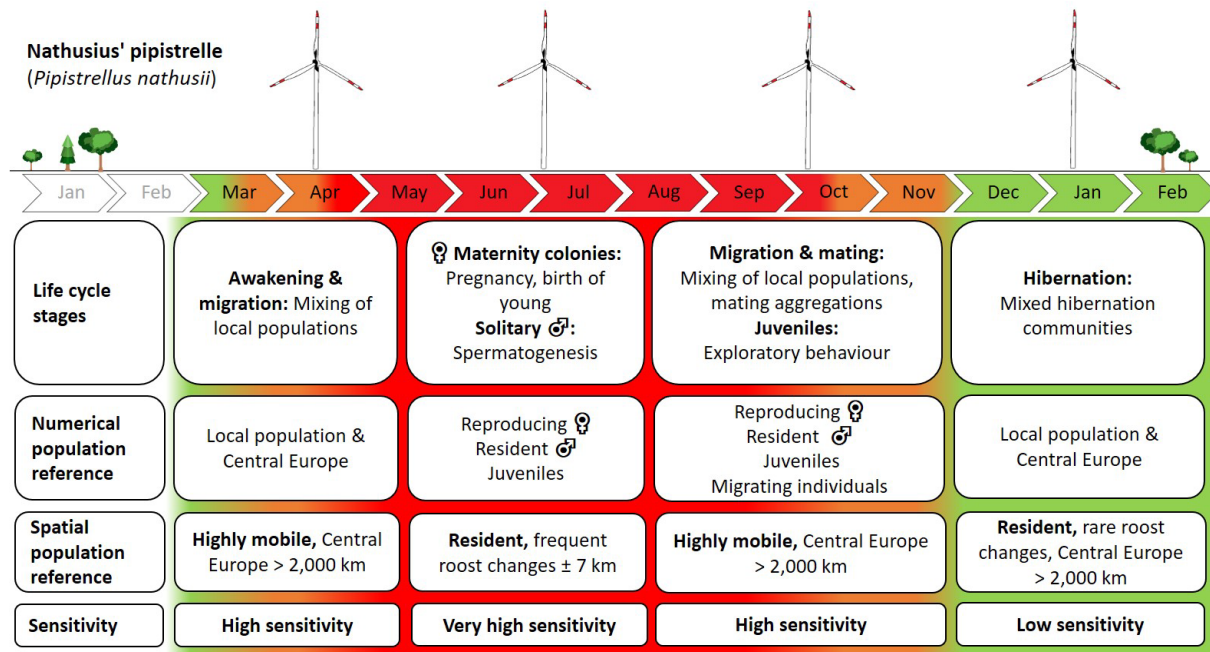 Nathusius' pipistrelle
(Pipistrellus nathusii)
Jan Feb Mar Apr May Jun Jul Aug Sep Oct Nov Dec Jan Feb
Life cycle
stages
Awakening &
migration: Mixing of
local populations
Maternity colonies:
Pregnancy, birth of
young
Solitary ♂:
Spermatogenesis
Migration & mating:
Mixing of local populations,
mating aggregations
Juveniles:
Exploratory behaviour
Hibernation:
Mixed hibernation
communities
Numerical
population
reference
Local population &
Central Europe
Reproducing ♀
Resident ♂
Juveniles
Reproducing ♀
Resident ♂
Juveniles
Migrating individuals
Local population &
Central Europe
Spatial
population
reference
Highly mobile, Central
Europe > 2,000 km
Resident, frequent
roost changes ± 7 km
Highly mobile, Central Europe
> 2,000 km
Resident, rare roost
changes, Central Europe
> 2,000 km
Sensitivity
High sensitivity
Very high sensitivity
High sensitivity
Low sensitivity